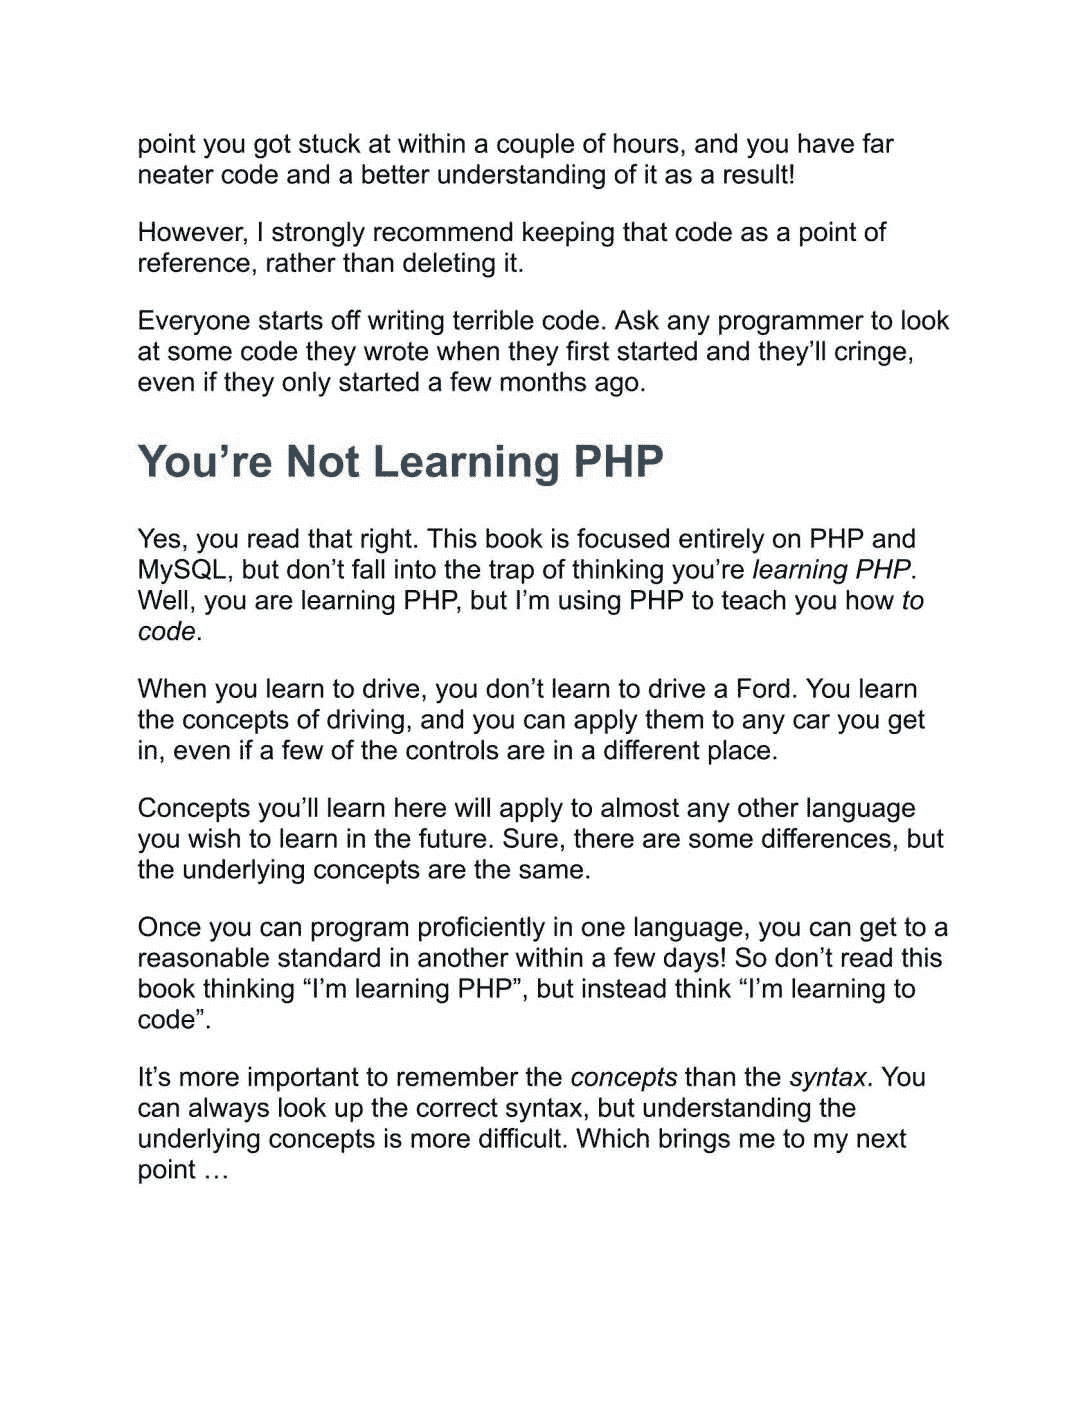 point you got stuck at within a couple of hours, and you have far
neater code and a better understanding of it as a result!
However, I strongly recommend keeping that code as a point of
reference, rather than deleting it.
Everyone starts off writing terrible code. Ask any programmer to look
at some code they wrote when they first started and they’ll cringe,
even if they only started a few months ago.
You’re Not Learning PHP
Yes, you read that right. This book is focused entirely on PHP and
MySQL, but don’t fall into the trap of thinking you’re learning PHP.
Well, you are learning PHP, but I’m using PHP to teach you how to
code.
When you learn to drive, you don’t learn to drive a Ford. You learn
the concepts of driving, and you can apply them to any car you get
in, even if a few of the controls are in a different place.
Concepts you’ll learn here will apply to almost any other language
you wish to learn in the future. Sure, there are some differences, but
the underlying concepts are the same.
Once you can program proficiently in one language, you can get to a
reasonable standard in another within a few days! So don’t read this
book thinking “I’m learning PHP”, but instead think “I’m learning to
code”.
It’s more important to remember the concepts than the syntax. You
can always look up the correct syntax, but understanding the
underlying concepts is more difficult. Which brings me to my next
point …